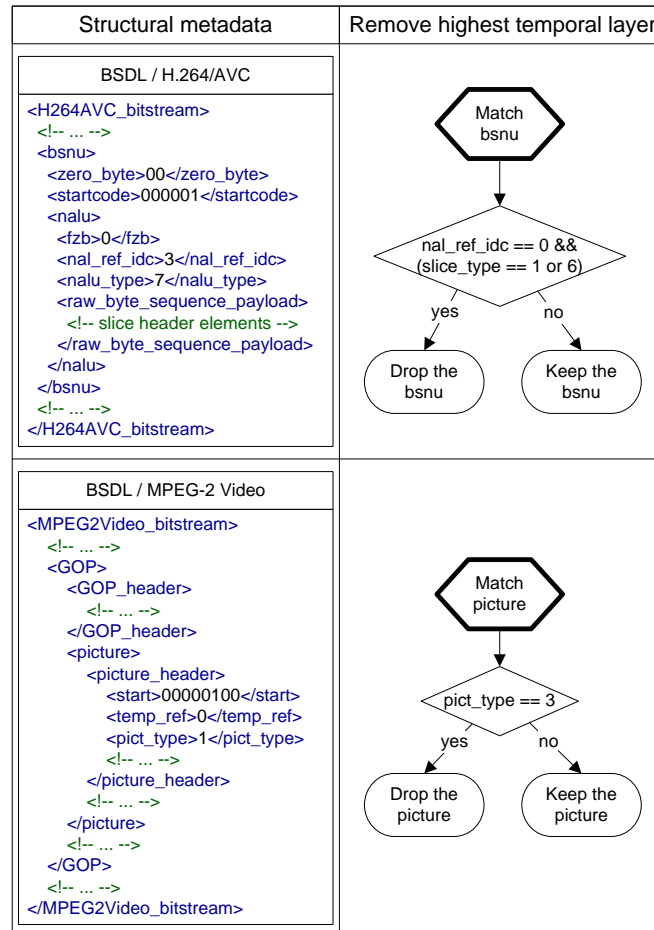 Structural metadata
Remove highest temporal layer
BSDL / H.264/AVC
<H264AVC_bitstream>
<!-- ... -->
<bsnu>
<zero_byte>00</zero_byte>
<startcode>000001</startcode>
<nalu>
<fzb>0</fzb>
<nal_ref_idc>3</nal_ref_idc>
<nalu_type>7</nalu_type>
<raw_byte_sequence_payload>
<!-- slice header elements -->
</raw_byte_sequence_payload>
</nalu>
</bsnu>
<!-- ... -->
</H264AVC_bitstream>
Match
bsnu
nal_ref_idc == 0 &&
(slice_type == 1 or 6)
yes
no
Drop the
bsnu
Keep the
bsnu
BSDL / MPEG-2 Video
<MPEG2Video_bitstream>
<!-- ... -->
<GOP>
<GOP_header>
<!-- ... -->
</GOP_header>
<picture>
<picture_header>
<start>00000100</start>
<temp_ref>0</temp_ref>
<pict_type>1</pict_type>
<!-- ... -->
</picture_header>
<!-- ... -->
</picture>
<!-- ... -->
</GOP>
<!-- ... -->
</MPEG2Video_bitstream>
Match
picture
pict_type == 3
yes
no
Drop the
picture
Keep the
picture